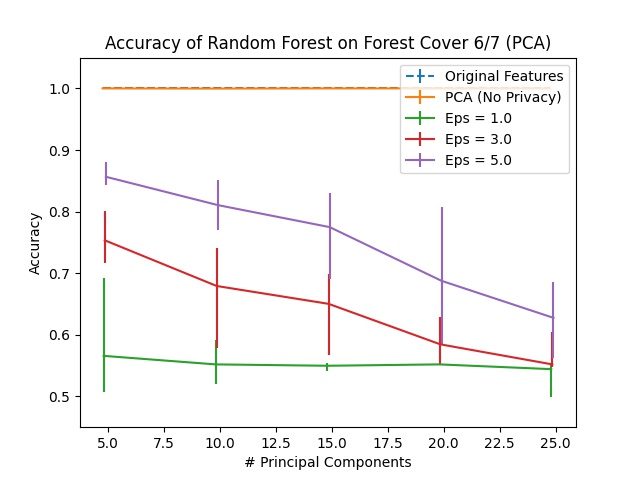 Accuracy of Random Forest on Forest Cover 6/7 (PCA)
Original Features
PCA (No Privacy)
Eps = 1.0
Eps = 3.0
Eps = 5.0
1.0
0.9
0.8
0.7
0.6
0.5
Accuracy
5.0 7.5 10.0 12.5 15.0 17.5 20.0 22.5 25.0
# Principal Components